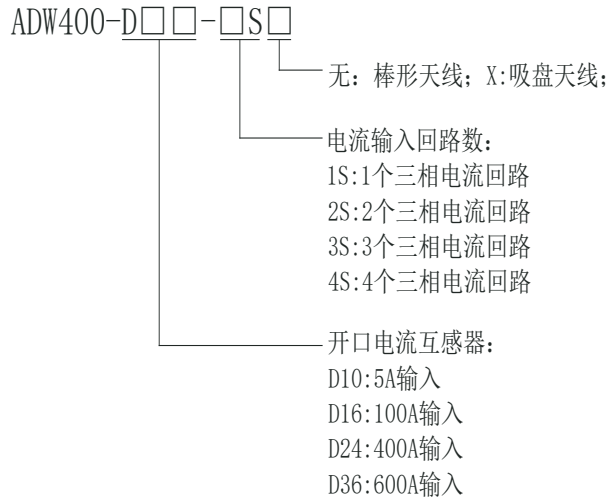 ADW400-D□□-□S□
无: 棒形天线; X:吸盘天线;
电流输入回路数:
1S:1个三相电流回路
2S:2个三相电流回路
3S:3个三相电流回路
4S:4个三相电流回路
开口电流互感器:
D10:5A输入
D16:100A输入
D24:400A输入
D36:600A输入